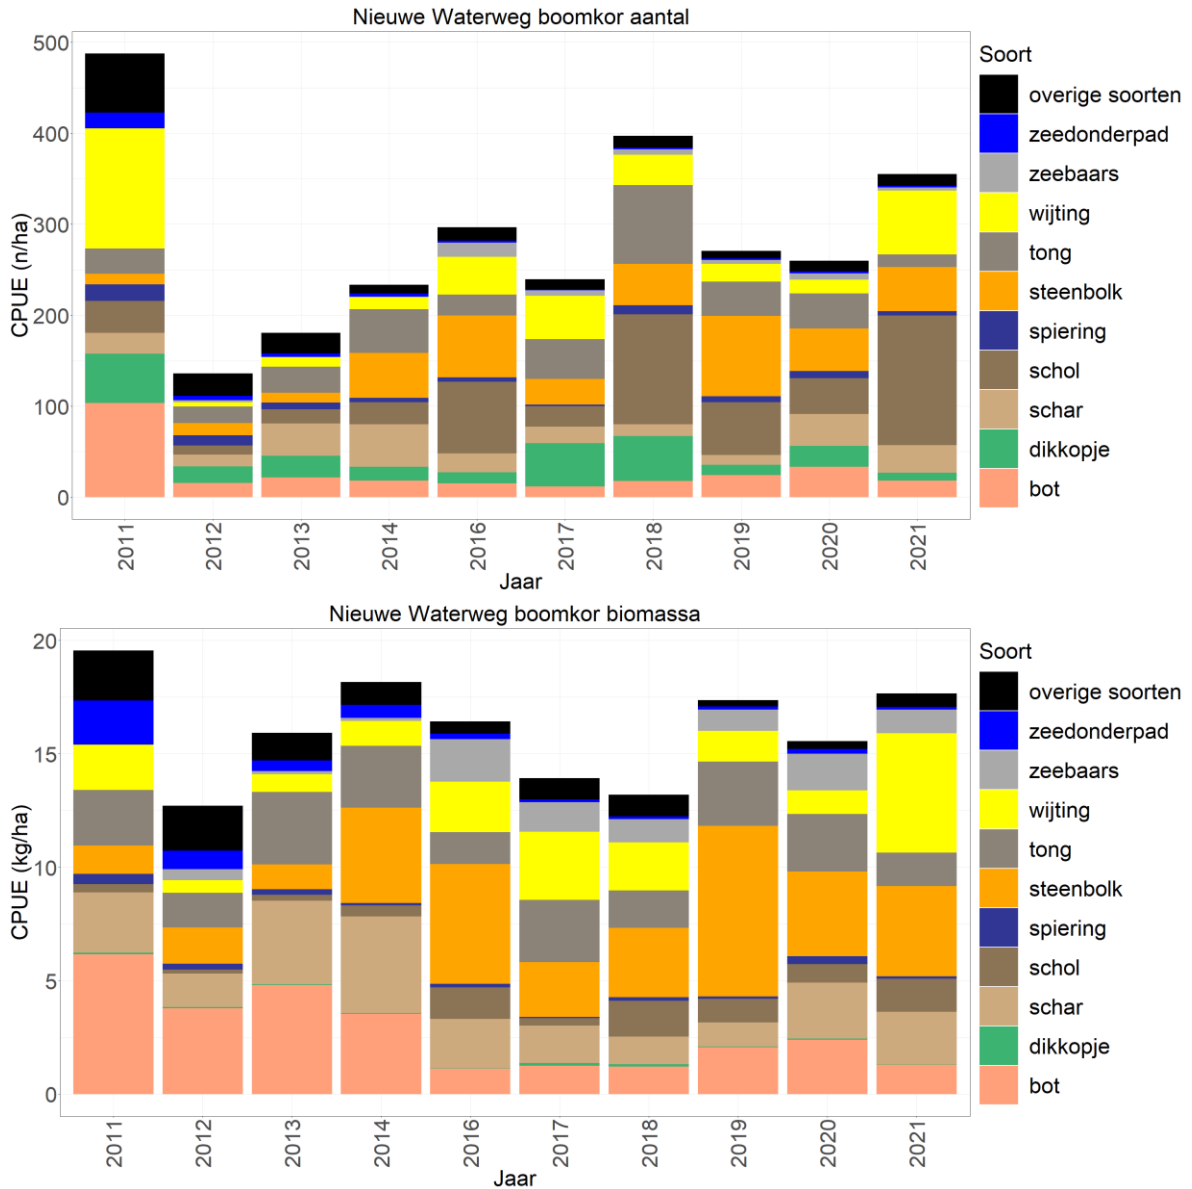 Nieuwe Waterweg boomkor aantal
CPUE (n/ha)
500
400
300
200
100
0
2011 2012 2013 2014 2016 2017 2018 2019 2020 2021
Jaar
Soort
overige soorten
zeedonderpad
zeebaars
wijting
tong
steenbolk
spiering
schol
schar
dikkopje
bot
Nieuwe Waterweg boomkor biomassa
CPUE (kg/ha)
20
15
10
5
0
2011 2012 2013 2014 2016 2017 2018 2019 2020 2021
Jaar
Soort
overige soorten
zeedonderpad
zeebaars
wijting
tong
steenbolk
spiering
schol
schar
dikkopje
bot